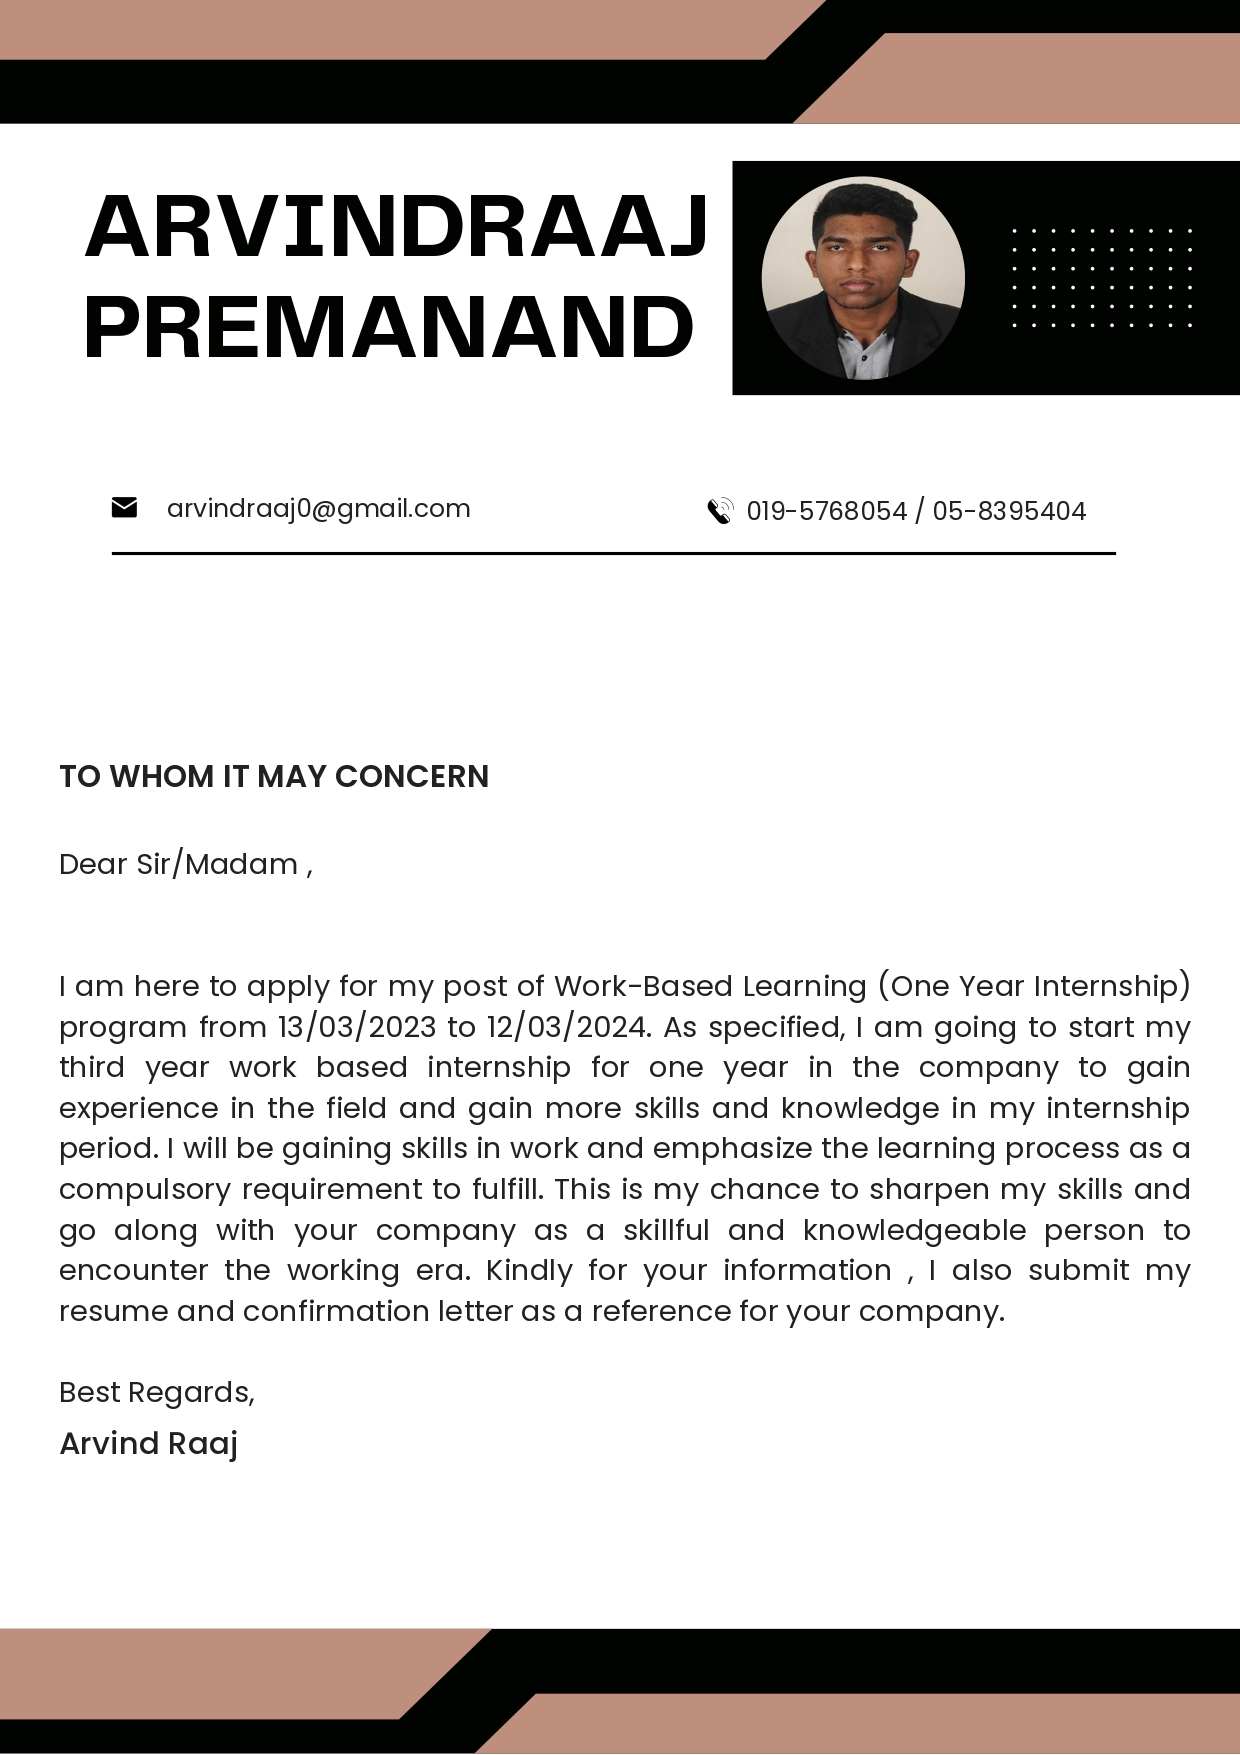 ARVINDRAAJ
PREMANAND
arvindraaj0@gmail.com
019-5768054 / 05-8395404
TO WHOM IT MAY CONCERN
Dear Sir/Madam ,
I am here to apply for my post of Work-Based Learning (One Year Internship)
program from 13/03/2023 to 12/03/2024. As specified, I am going to start my
third year work based internship for one year in the company to gain
experience in the field and gain more skills and knowledge in my internship
period. I will be gaining skills in work and emphasize the learning process as a
compulsory requirement to fulfill. This is my chance to sharpen my skills and
go along with your company as a skillful and knowledgeable person to
encounter the working era. Kindly for your information , I also submit my
resume and confirmation letter as a reference for your company.
Best Regards,
Arvind Raaj